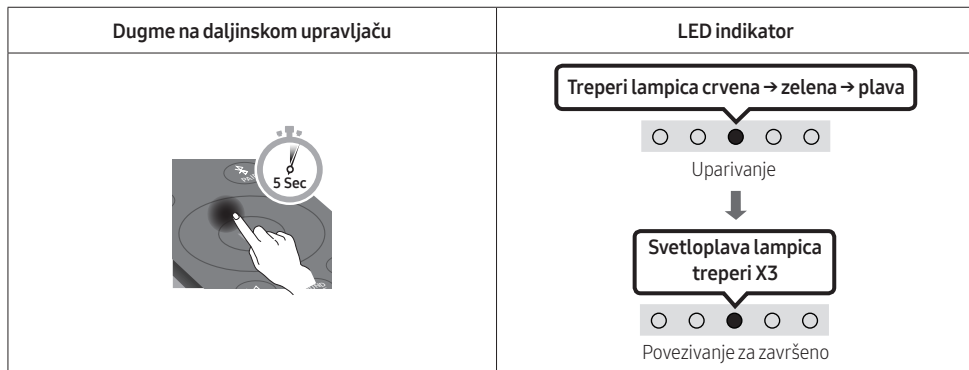 Dugme na daljinskom upravljaču
LED indikator
5 Sec
Treperi lampica crvena → zelena → plava
Uparivanje
Svetloplava lampica
treperi X3
Povezivanje za završeno